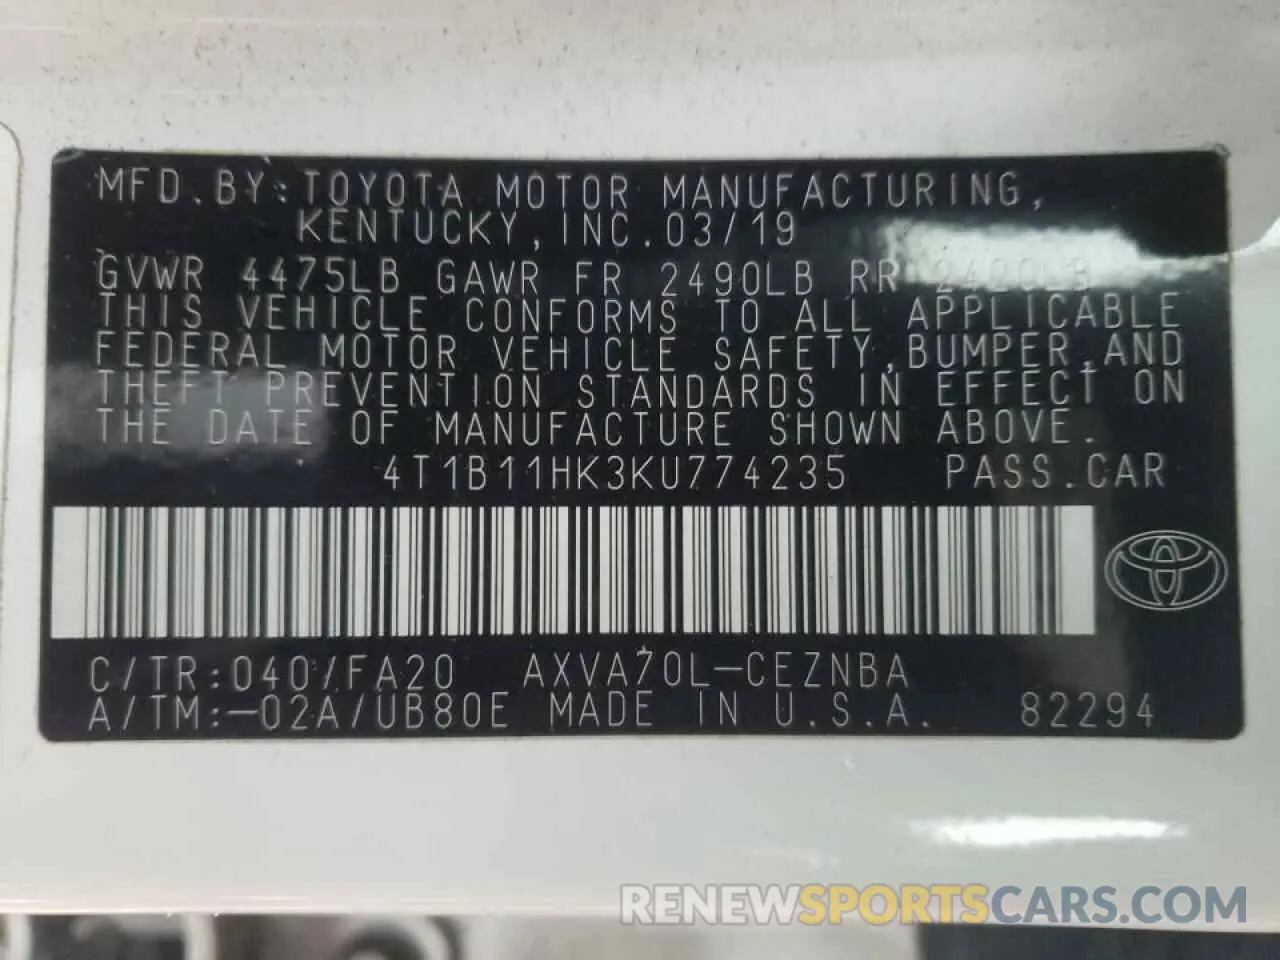 MFD. BY: TOYOTA MOTOR MANUFACTURING,
KENTUCKY, INC. 03/19
GVWR 4475LB GAWR FR 2490LB RR 2420LB
THIS VEHICLE CONFORMS TO ALL APPLICABLE
FEDERAL MOTOR VEHICLE SAFETY, BUMPER, AND
THEFT PREVENTION STANDARDS IN EFFECT ON
THE DATE OF MANUFACTURE SHOWN ABOVE.
4T1B11HK3KU774235 PASS. CAR
C/TR: 040/FA20 AXVA70L-CEZNBA
A/TM:-02A/UB80E MADE IN U.S.A. 82294
RENEWSPORTSCARS.COM